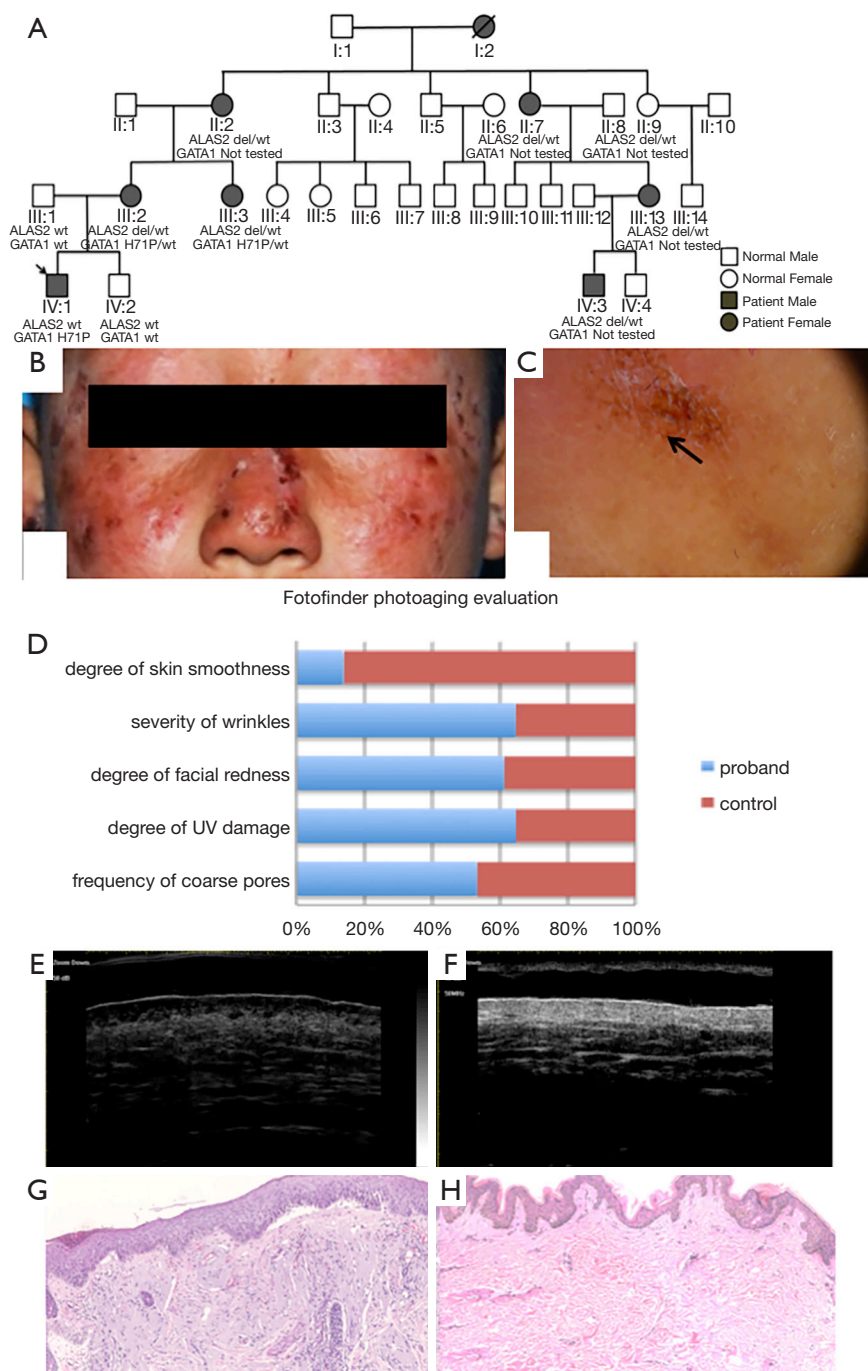 A
I:1
I:2
II:1
II:2
II:3
II:4
II:5
II:6
II:7
II:8
II:9
II:10
ALAS2 del/wt
GATA1 Not tested
ALAS2 del/wt
GATA1 Not tested
ALAS2 del/wt
GATA1 Not tested
III:1
III:2
III:3
III:4
III:5
III:6
III:7
III:8
III:9
III:10
III:11
III:12
III:13
III:14
ALAS2 wt
GATA1 wt
ALAS2 del/wt
GATA1 H71P/wt
ALAS2 del/wt
GATA1 H71P/wt
ALAS2 del/wt
GATA1 Not tested
IV:1
IV:2
IV:3
IV:4
ALAS2 wt
GATA1 H71P
ALAS2 wt
GATA1 wt
ALAS2 del/wt
GATA1 Not tested
Normal Male
Normal Female
Patient Male
Patient Female
B
C
Fotofinder photoaging evaluation
D
degree of skin smoothness
severity of wrinkles
degree of facial redness
degree of UV damage
frequency of coarse pores
proband
control
0%
20%
40%
60%
80%
100%
E
F
50MHz
G
H